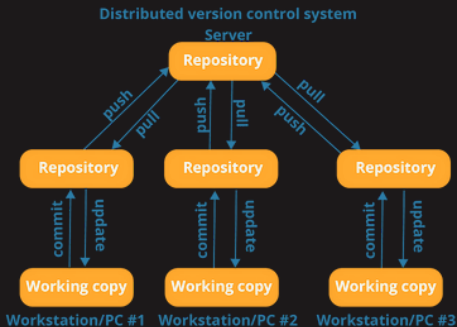 Distributed version control system
Server
Repository
push
pull
push
pull
push
pull
Repository
Repository
Repository
commit
update
commit
update
commit
update
Working copy
Working copy
Working copy
Workstation/PC #1
Workstation/PC #2
Workstation/PC #3